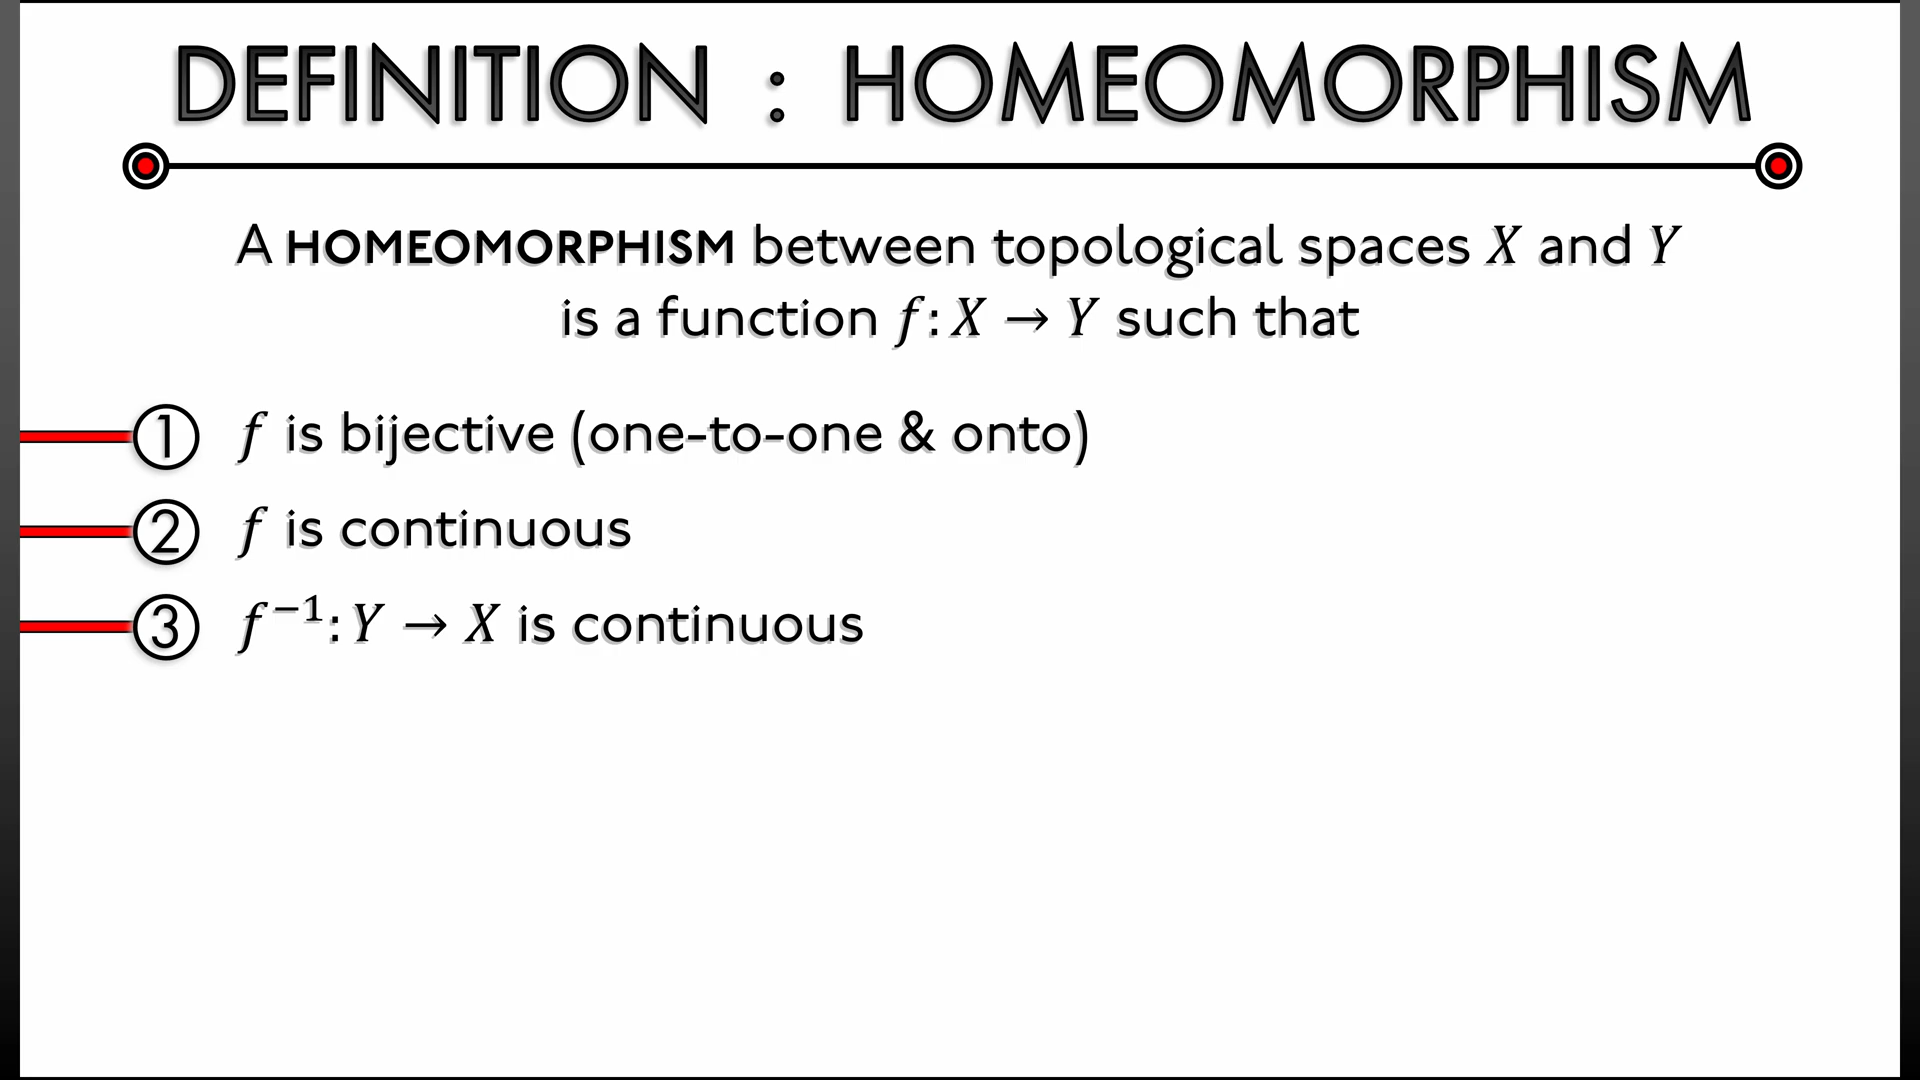 DEFINITION : HOMEOMORPHISM
A HOMEOMORPHISM between topological spaces X and Y
is a function f: X → Y such that
① f is bijective (one-to-one & onto)
② f is continuous
③ f⁻¹: Y → X is continuous